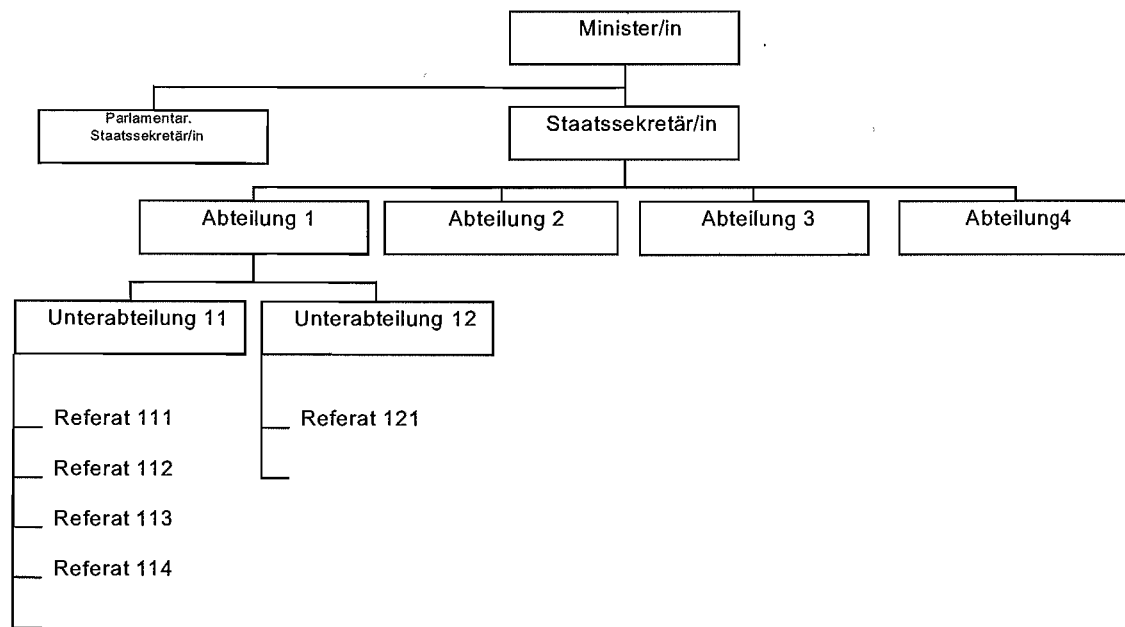 Minister/in
Parlamentar.
Staatssekretär/in
Staatssekretär/in
Abteilung 1
Abteilung 2
Abteilung 3
Abteilung4
Unterabteilung 11
Unterabteilung 12
Referat 111
Referat 112
Referat 113
Referat 114
Referat 121